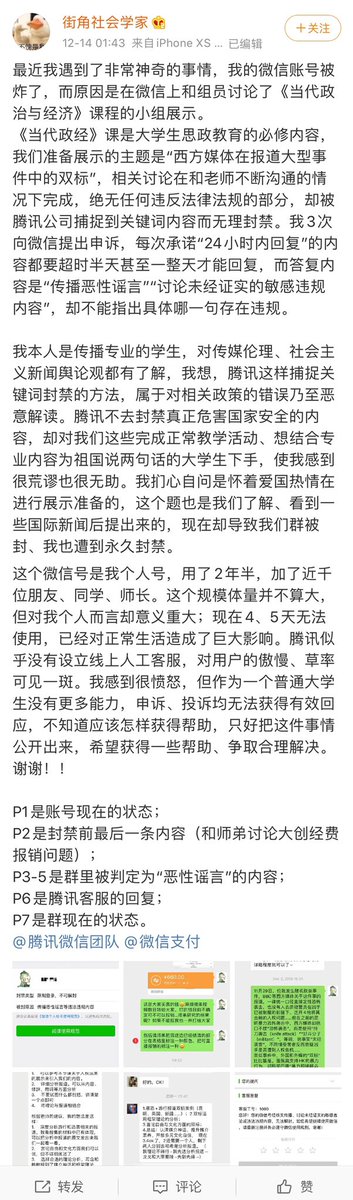 街角社会学家
12-14 01:43 来自iPhone XS ... 已编辑
最近我遇到了非常神奇的事情，我的微信账号被
炸了，而原因是在微信上和组员讨论了《当代政
治与经济》课程的小组展示。
《当代政经》课是大学生思政教育的必修内容，
我们准备展示的主题是“西方媒体在报道大型事
件中的双标”，相关讨论在和老师不断沟通的情
况下完成，绝无任何违反法律法规的部分，却被
腾讯公司捕捉到关键词内容而无理封禁。我3次
向微信提出申诉，每次承诺“24小时内回复”的内
容都要超时半天甚至一整天才能回复，而答复内
容是“传播恶性谣言”“讨论未经证实的敏感违规
内容”，却不能指出具体哪一句存在违规。
我本人是传播专业的学生，对传媒伦理、社会主
义新闻舆论观都有了解，我想，腾讯这样捕捉关
键词封禁的方法，属于对相关政策的错误乃至恶
意解读。腾讯不去封禁真正危害国家安全的内
容，却对我们这些完成正常教学活动、想结合专
业内容为祖国说两句话的大学生下手，使我感到
很荒谬也很无助。我扪心自问是怀着爱国热情在
进行展示准备的，这个题也是我们了解、看到一
些国际新闻后提出来的，现在却导致我们群被
封、我也遭到永久封禁。
这个微信号是我个人号，用了2年半，加了近千
位朋友、同学、师长。这个规模体量并不算大，
但对我个人而言却意义重大；现在4、5天无法
使用，已经对正常生活造成了巨大影响。腾讯似
乎没有设立线上人工客服，对用户的傲慢、草率
可见一斑。我感到很愤怒，但作为一个普通大学
生没有更多能力，申诉、投诉均无法获得有效回
应，不知道应该怎样获得帮助，只好把这件事情
公开出来，希望获得一些帮助、争取合理解决。
谢谢！！
P1是账号现在的状态；
P2是封禁前最后一条内容（和师弟讨论大创经费
报销问题）；
P3-5是群里被判定为“恶性谣言”的内容；
P6是腾讯客服的回复；
P7是群现在的状态。
@腾讯微信团队 @微信支付
转发
评论
赞